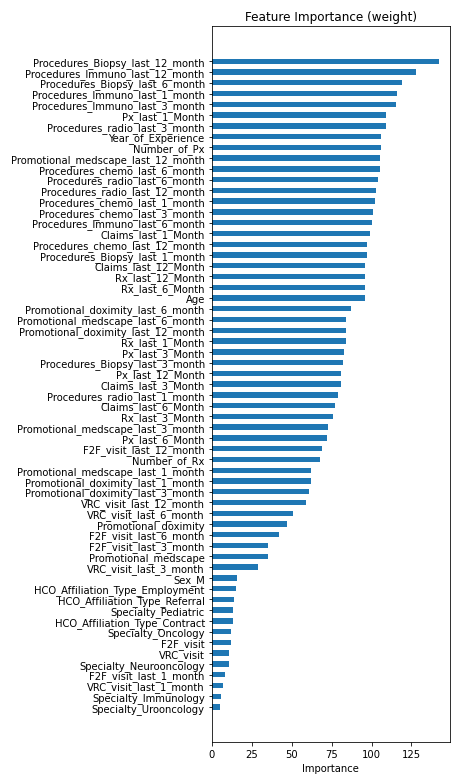 Feature Importance (weight)
Procedures_Biopsy_last_12_month
Procedures_Immuno_last_12_month
Procedures_Biopsy_last_6_month
Procedures_Immuno_last_1_month
Procedures_Immuno_last_3_month
Px_last_1_Month
Procedures_radio_last_3_month
Year_of_Experience
Number_of_Px
Promotional_medscape_last_12_month
Procedures_chemo_last_6_month
Procedures_radio_last_6_month
Procedures_radio_last_12_month
Procedures_chemo_last_1_month
Procedures_chemo_last_3_month
Procedures_Immuno_last_6_month
Claims_last_1_Month
Procedures_chemo_last_12_month
Procedures_Biopsy_last_1_month
Claims_last_12_Month
Rx_last_12_Month
Rx_last_6_Month
Age
Promotional_doximity_last_6_month
Promotional_medscape_last_6_month
Promotional_doximity_last_12_month
Rx_last_1_Month
Px_last_3_Month
Procedures_Biopsy_last_3_month
Px_last_12_Month
Claims_last_3_Month
Procedures_radio_last_1_month
Claims_last_6_Month
Rx_last_3_Month
Promotional_medscape_last_3_month
Px_last_6_Month
F2F_visit_last_12_month
Number_of_Rx
Promotional_medscape_last_1_month
Promotional_doximity_last_1_month
Promotional_doximity_last_3_month
VRC_visit_last_12_month
VRC_visit_last_6_month
Promotional_doximity
F2F_visit_last_6_month
F2F_visit_last_3_month
Promotional_medscape
VRC_visit_last_3_month
Sex_M
HCO_Affiliation_Type_Employment
HCO_Affiliation_Type_Referral
Specialty_Pediatric
HCO_Affiliation_Type_Contract
Specialty_Oncology
F2F_visit
VRC_visit
Specialty_Neurooncology
F2F_visit_last_1_month
VRC_visit_last_1_month
Specialty_Immunology
Specialty_Urooncology
0 25 50 75 100 125
Importance